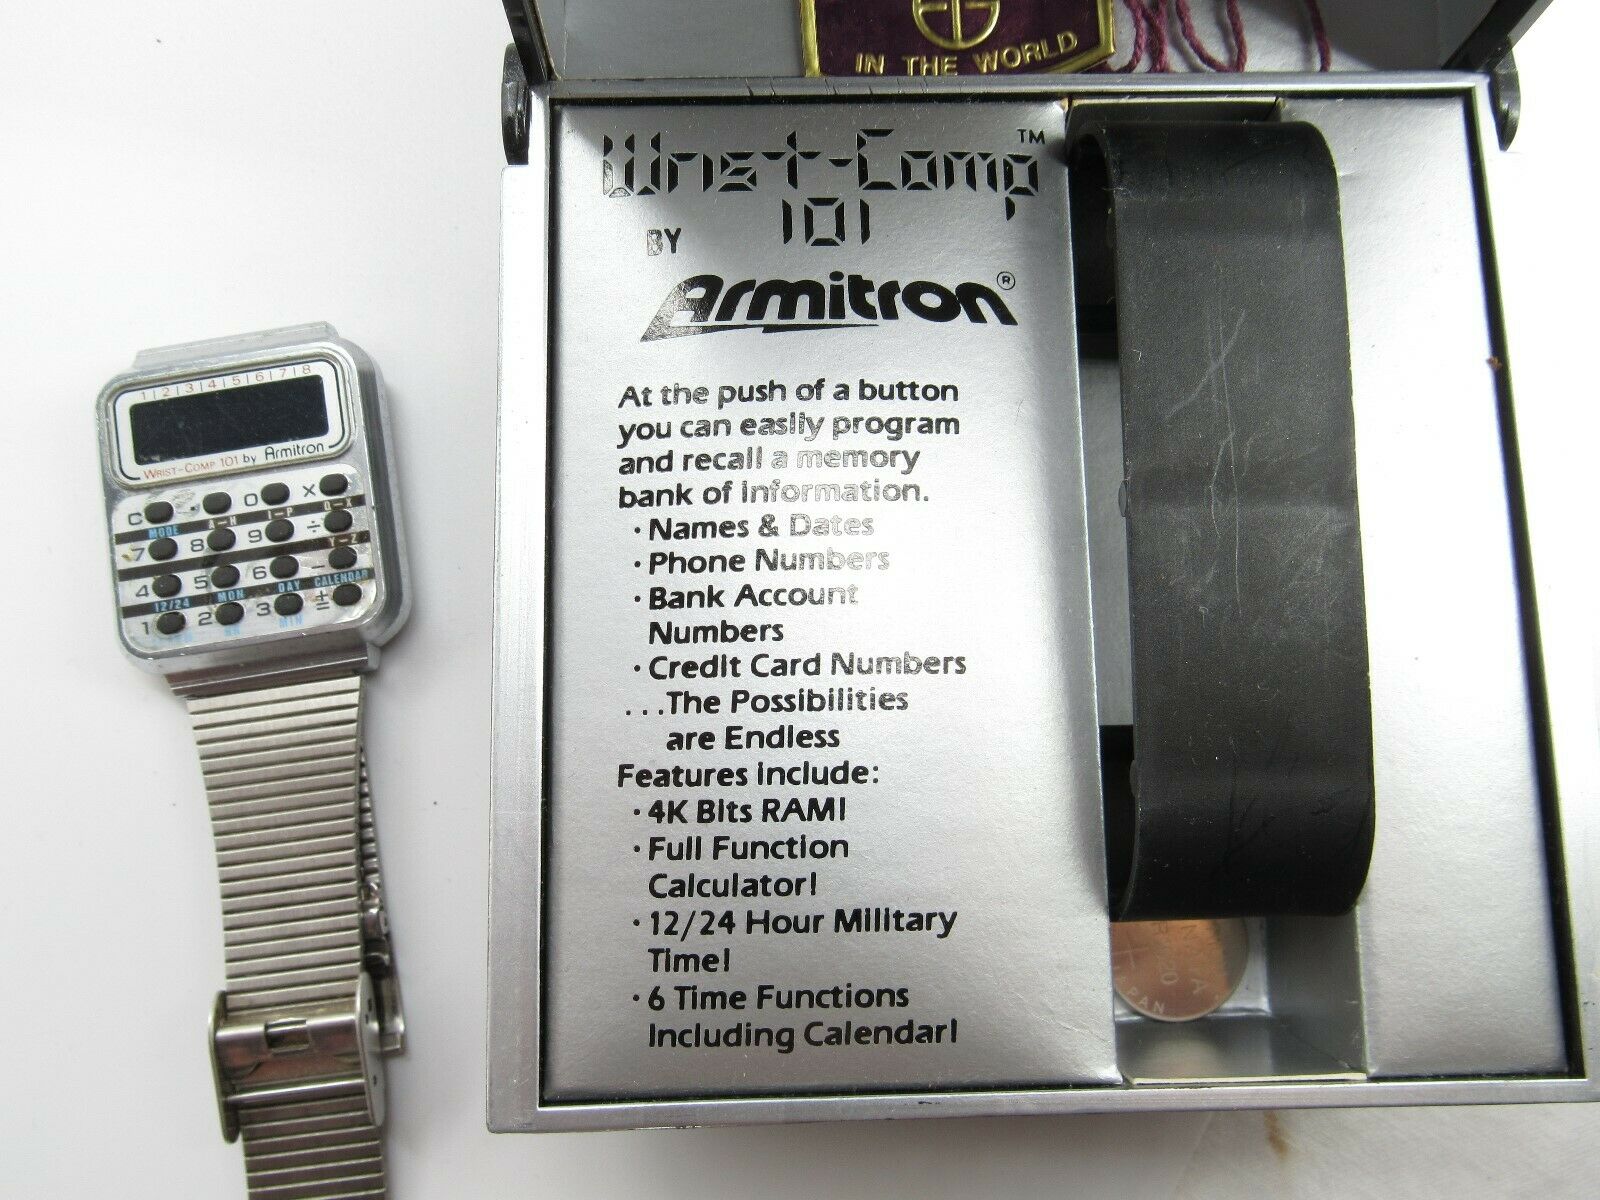 IN THE WORLD
Wrist-Comp™
BY 101
Armitron®
At the push of a button
you can easily program
and recall a memory
bank of information.
· Names & Dates
· Phone Numbers
· Bank Account
Numbers
· Credit Card Numbers
...The Possibilities
are Endless
Features include:
· 4K Bits RAM!
· Full Function
Calculator!
· 12/24 Hour Military
Time!
· 6 Time Functions
Including Calendar!
1|2|3|4|5|6|7|8
WRIST-COMP 101 by Armitron
C . 0 ×
MODE A-H I-P Q-X
7 8 9 ÷
Y-Z
4 5 6 −
12/24 MON DAY CALENDAR
1 2 3 + =
HR MIN
JAPAN